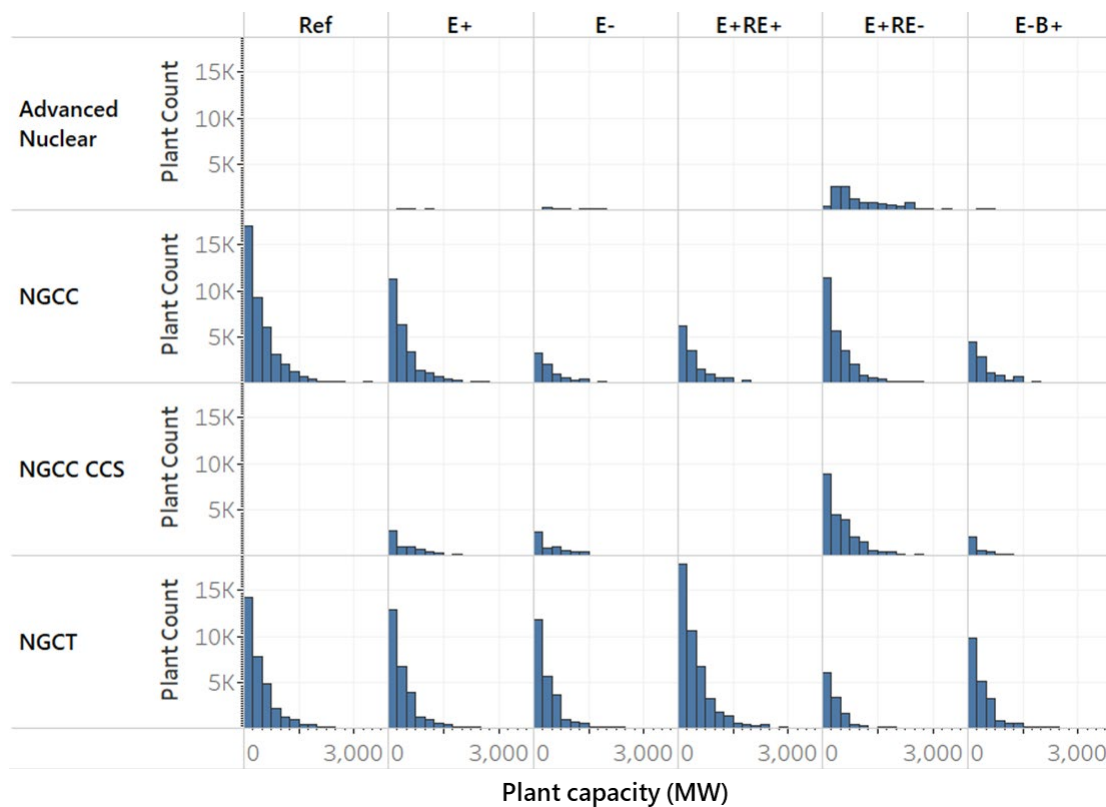 Ref E+ E- E+RE+ E+RE- E-B+
Advanced
Nuclear
Plant Count
15K
10K
5K
NGCC
Plant Count
15K
10K
5K
NGCC CCS
Plant Count
15K
10K
5K
NGCT
Plant Count
15K
10K
5K
0 3,000 0 3,000 0 3,000 0 3,000 0 3,000 0 3,000
Plant capacity (MW)